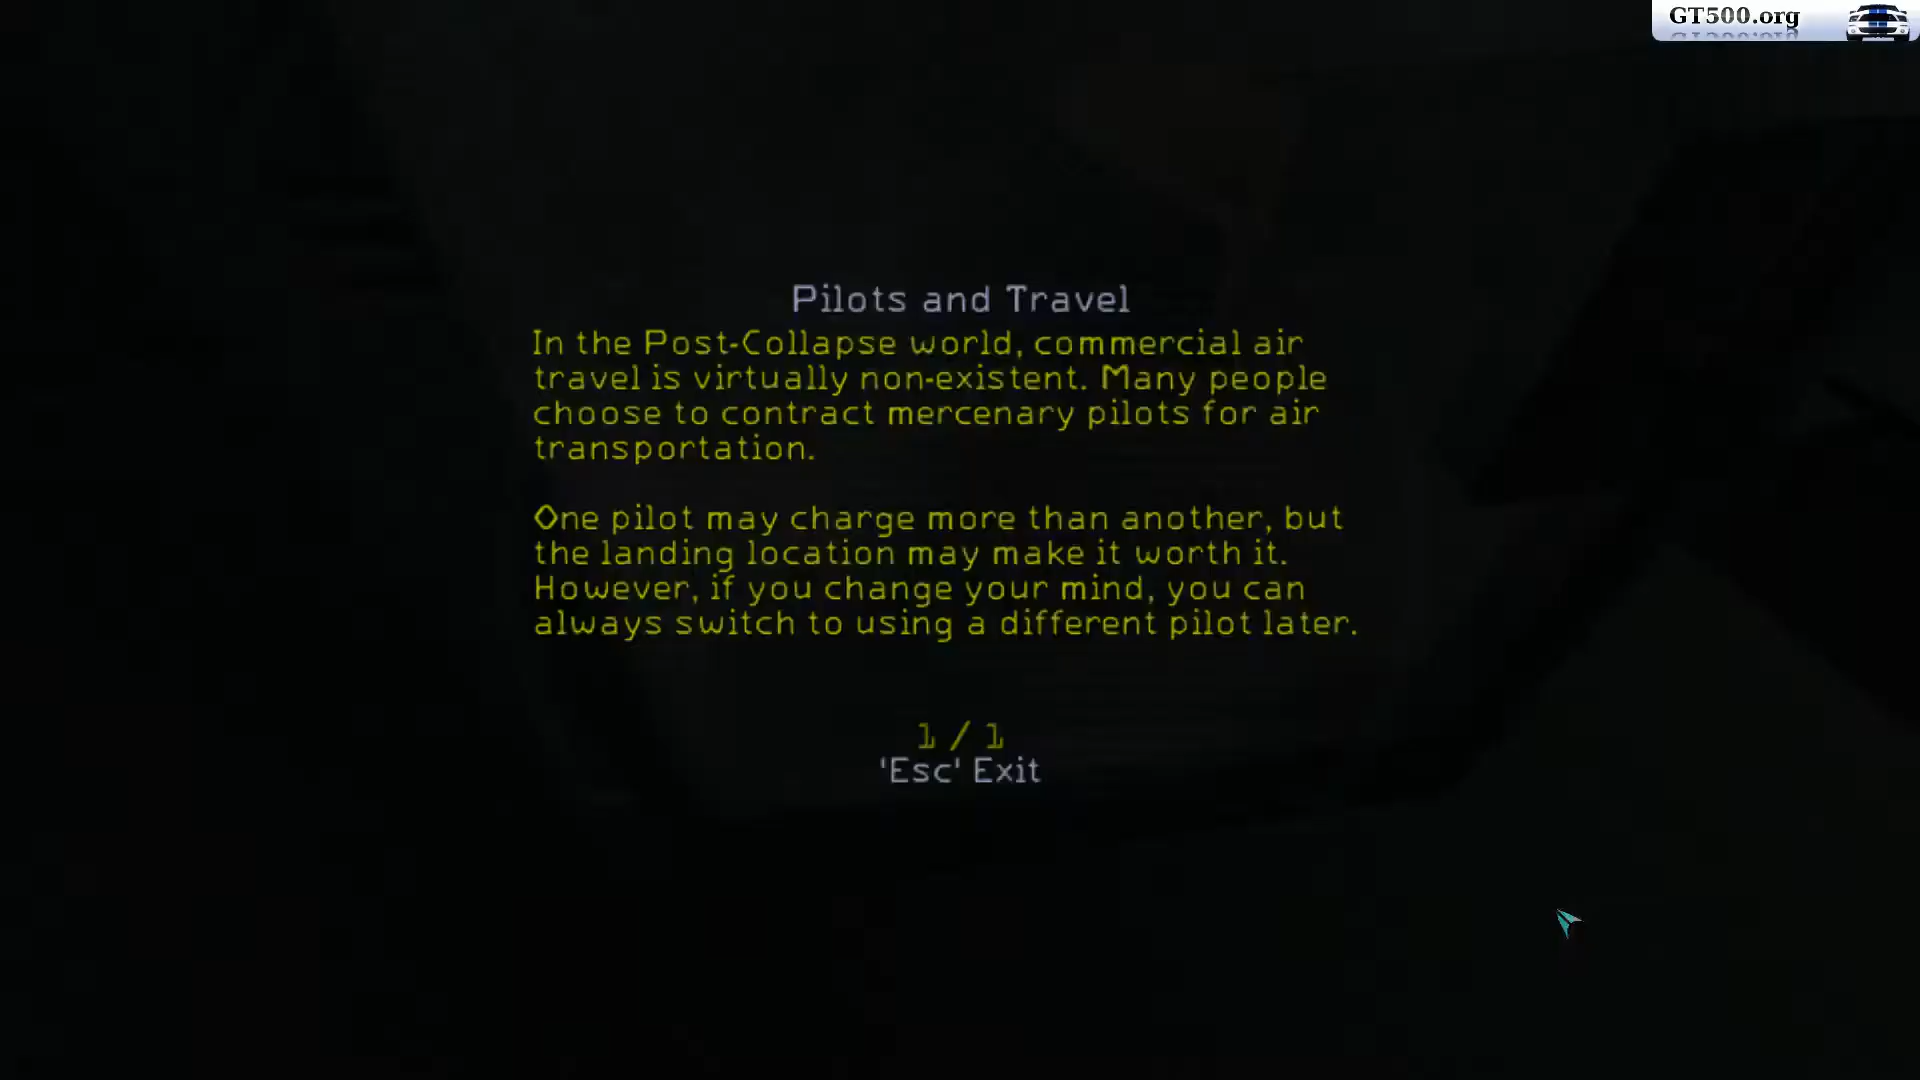 GT500.org
Pilots and Travel
In the Post-Collapse world, commercial air
travel is virtually non-existent. Many people
choose to contract mercenary pilots for air
transportation.
One pilot may charge more than another, but
the landing location may make it worth it.
However, if you change your mind, you can
always switch to using a different pilot later.
1 / 1
'Esc' Exit